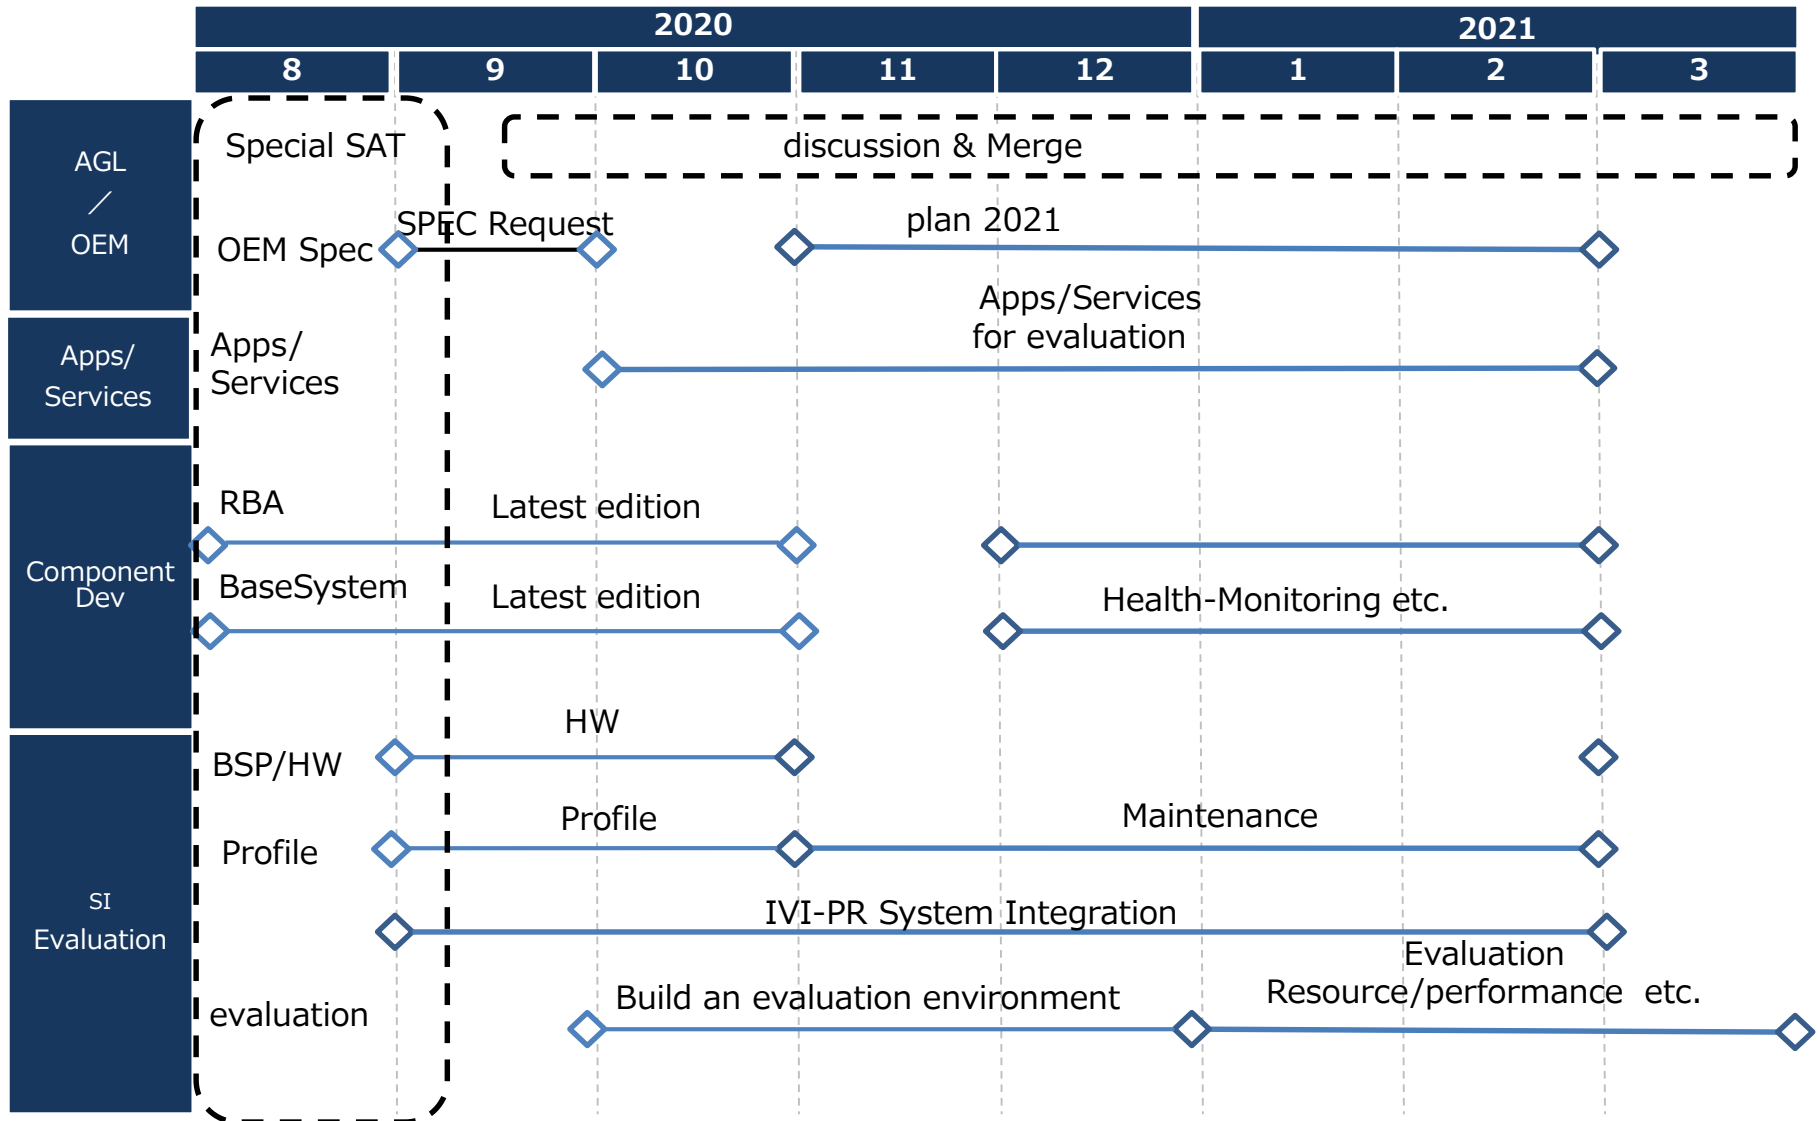 2020
2021
8
9
10
11
12
1
2
3
AGL
／
OEM
Special SAT
discussion & Merge
SPEC Request
plan 2021
OEM Spec
Apps/Services
for evaluation
Apps/
Services
Apps/
Services
Component
Dev
RBA
Latest edition
BaseSystem
Latest edition
Health-Monitoring etc.
SI
Evaluation
HW
BSP/HW
Profile
Maintenance
Profile
IVI-PR System Integration
Evaluation
Resource/performance etc.
Build an evaluation environment
evaluation